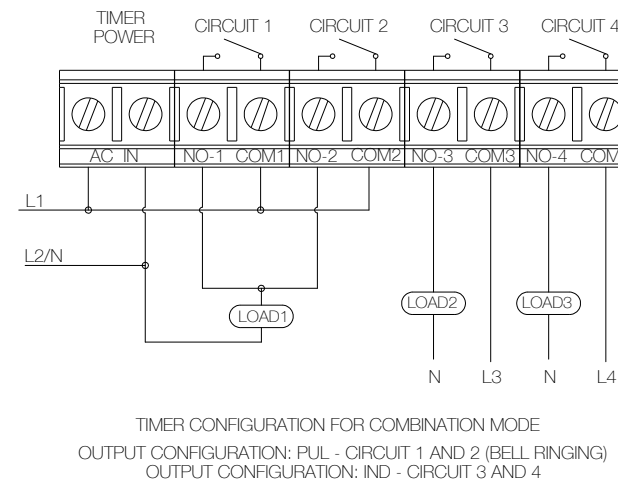 TIMER
POWER
CIRCUIT 1
CIRCUIT 2
CIRCUIT 3
CIRCUIT 4
AC IN
NO-1
COM1
NO-2
COM2
NO-3
COM3
NO-4
COM
L1
L2/N
LOAD1
LOAD2
LOAD3
N
L3
N
L4
TIMER CONFIGURATION FOR COMBINATION MODE
OUTPUT CONFIGURATION: PUL - CIRCUIT 1 AND 2 (BELL RINGING)
OUTPUT CONFIGURATION: IND - CIRCUIT 3 AND 4